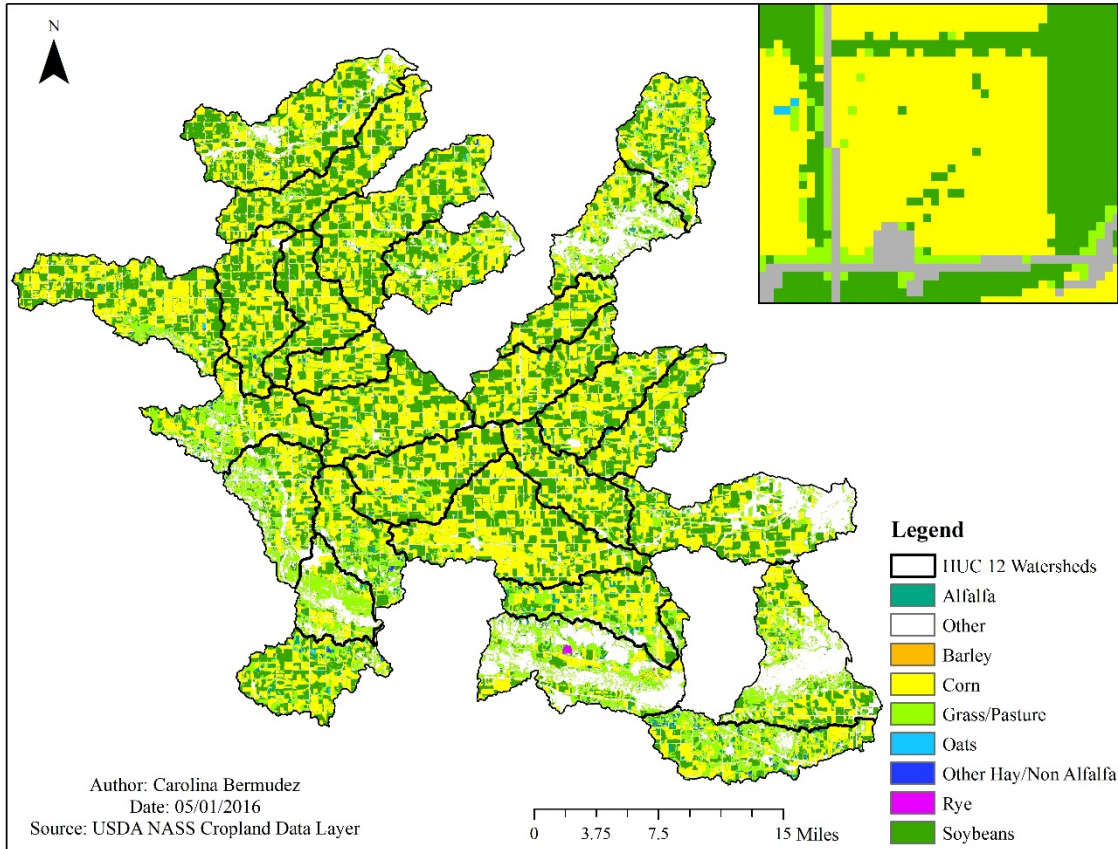 N
Legend
HUC 12 Watersheds
Alfalfa
Other
Barley
Corn
Grass/Pasture
Oats
Other Hay/Non Alfalfa
Rye
Soybeans
Author: Carolina Bermudez
Date: 05/01/2016
Source: USDA NASS Cropland Data Layer
0 3.75 7.5 15 Miles